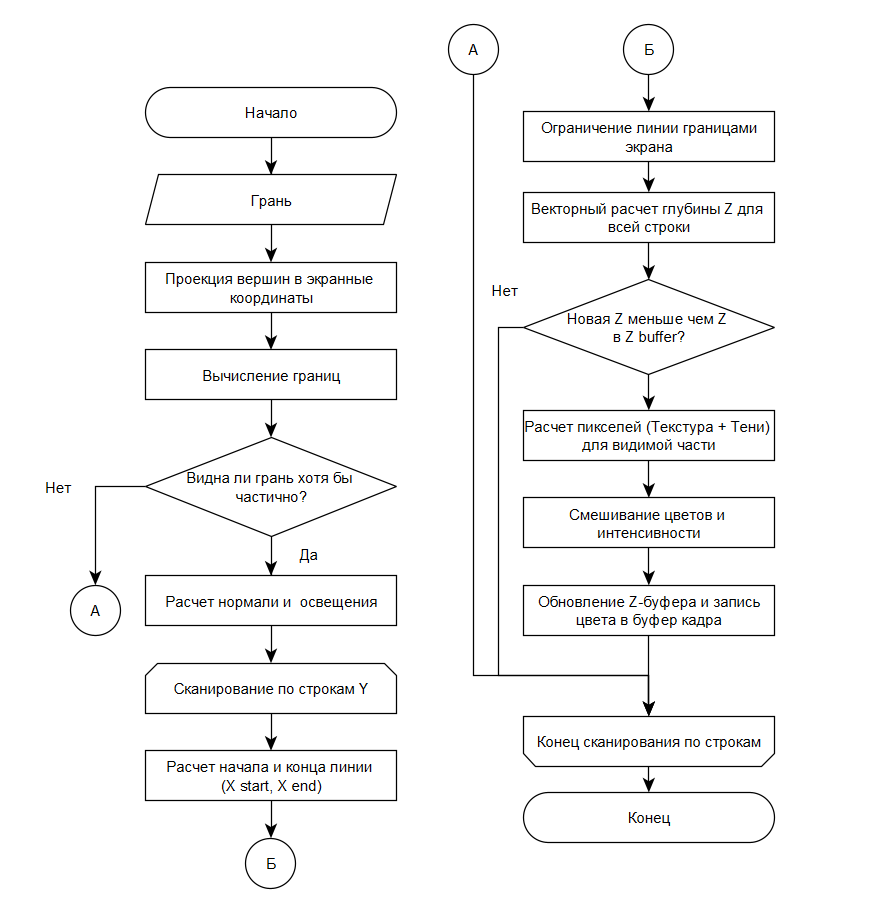 Начало
Грань
Проекция вершин в экранные
координаты
Вычисление границ
Видна ли грань хотя бы
частично?
Нет
Да
А
Расчет нормали и освещения
Сканирование по строкам Y
Расчет начала и конца линии
(X start, X end)
Б
А
Б
Ограничение линии границами
экрана
Векторный расчет глубины Z для
всей строки
Нет
Новая Z меньше чем Z
в Z buffer?
Расчет пикселей (Текстура + Тени)
для видимой части
Смешивание цветов и
интенсивности
Обновление Z-буфера и запись
цвета в буфер кадра
Конец сканирования по строкам
Конец